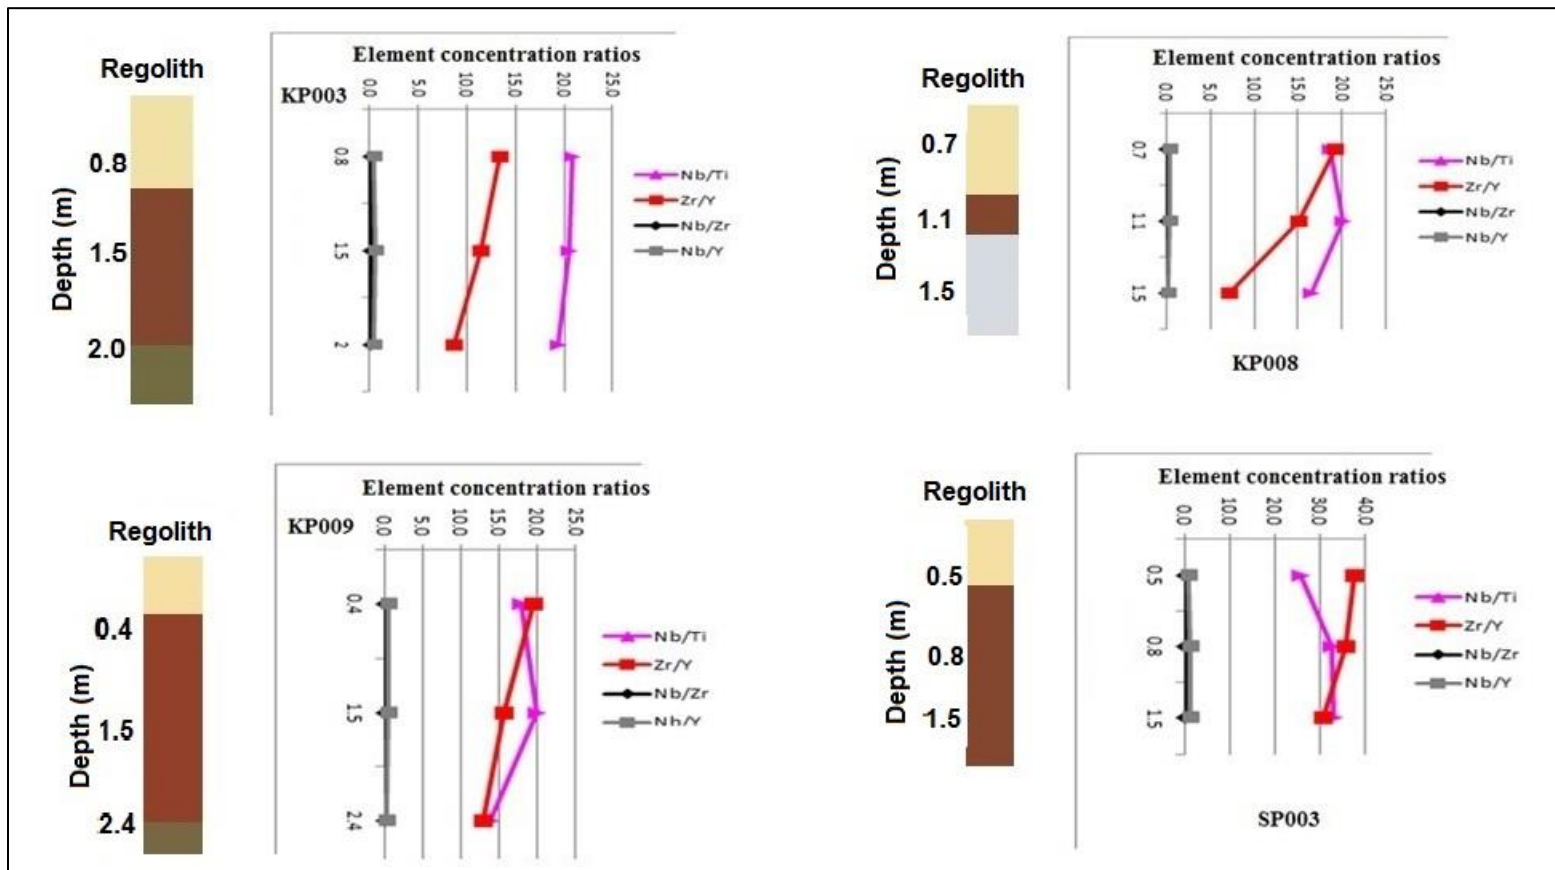 Element concentration ratios
Regolith
KP003
0.0
5.0
10.0
15.0
20.0
25.0
0.8
1.5
2.0
Depth (m)
0.8
1.5
2
Nb/Ti
Zr/Y
Nb/Zr
Nb/Y
Element concentration ratios
Regolith
0.0
5.0
10.0
15.0
20.0
25.0
0.7
1.1
1.5
Depth (m)
0.7
1.1
1.5
Nb/Ti
Zr/Y
Nb/Zr
Nb/Y
KP008
Element concentration ratios
Regolith
KP009
0.0
5.0
10.0
15.0
20.0
25.0
0.4
1.5
2.4
Depth (m)
0.4
1.5
2.4
Nb/Ti
Zr/Y
Nb/Zr
Nb/Y
Element concentration ratios
Regolith
0.0
10.0
20.0
30.0
40.0
0.5
0.8
1.5
Depth (m)
0.5
0.8
1.5
Nb/Ti
Zr/Y
Nb/Zr
Nb/Y
SP003